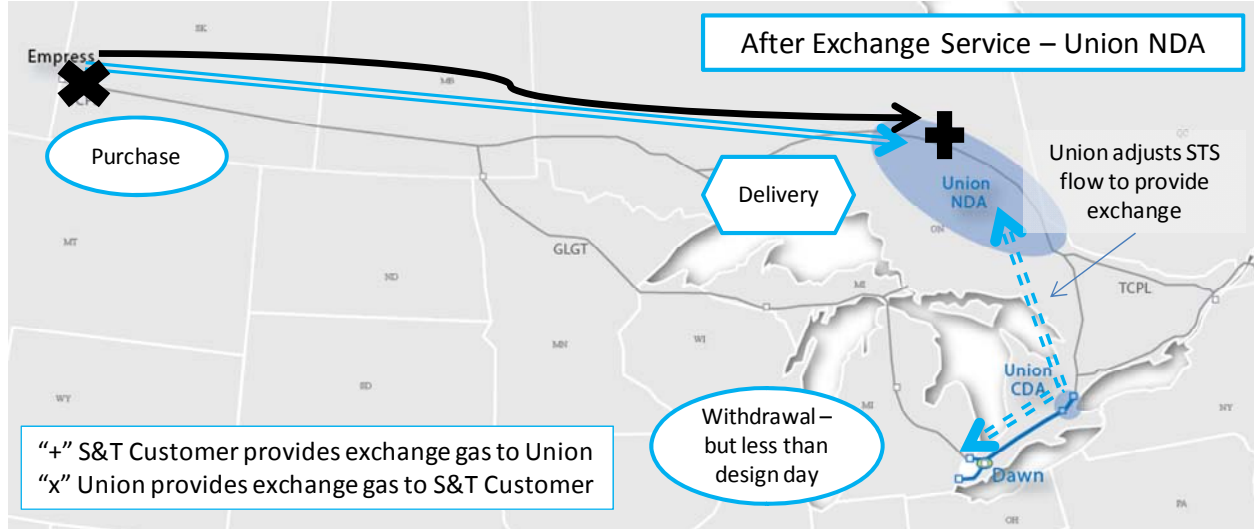 After Exchange Service – Union NDA
SK
Empress
MB
Purchase
Delivery
Union
NDA
Union adjusts STS
flow to provide
exchange
QC
ON
MT
ND
GLGT
MI
TCPL
MN
WI
SD
WY
Union
CDA
MI
NY
Withdrawal –
but less than
design day
Dawn
PA
OH
“+” S&T Customer provides exchange gas to Union
“x” Union provides exchange gas to S&T Customer